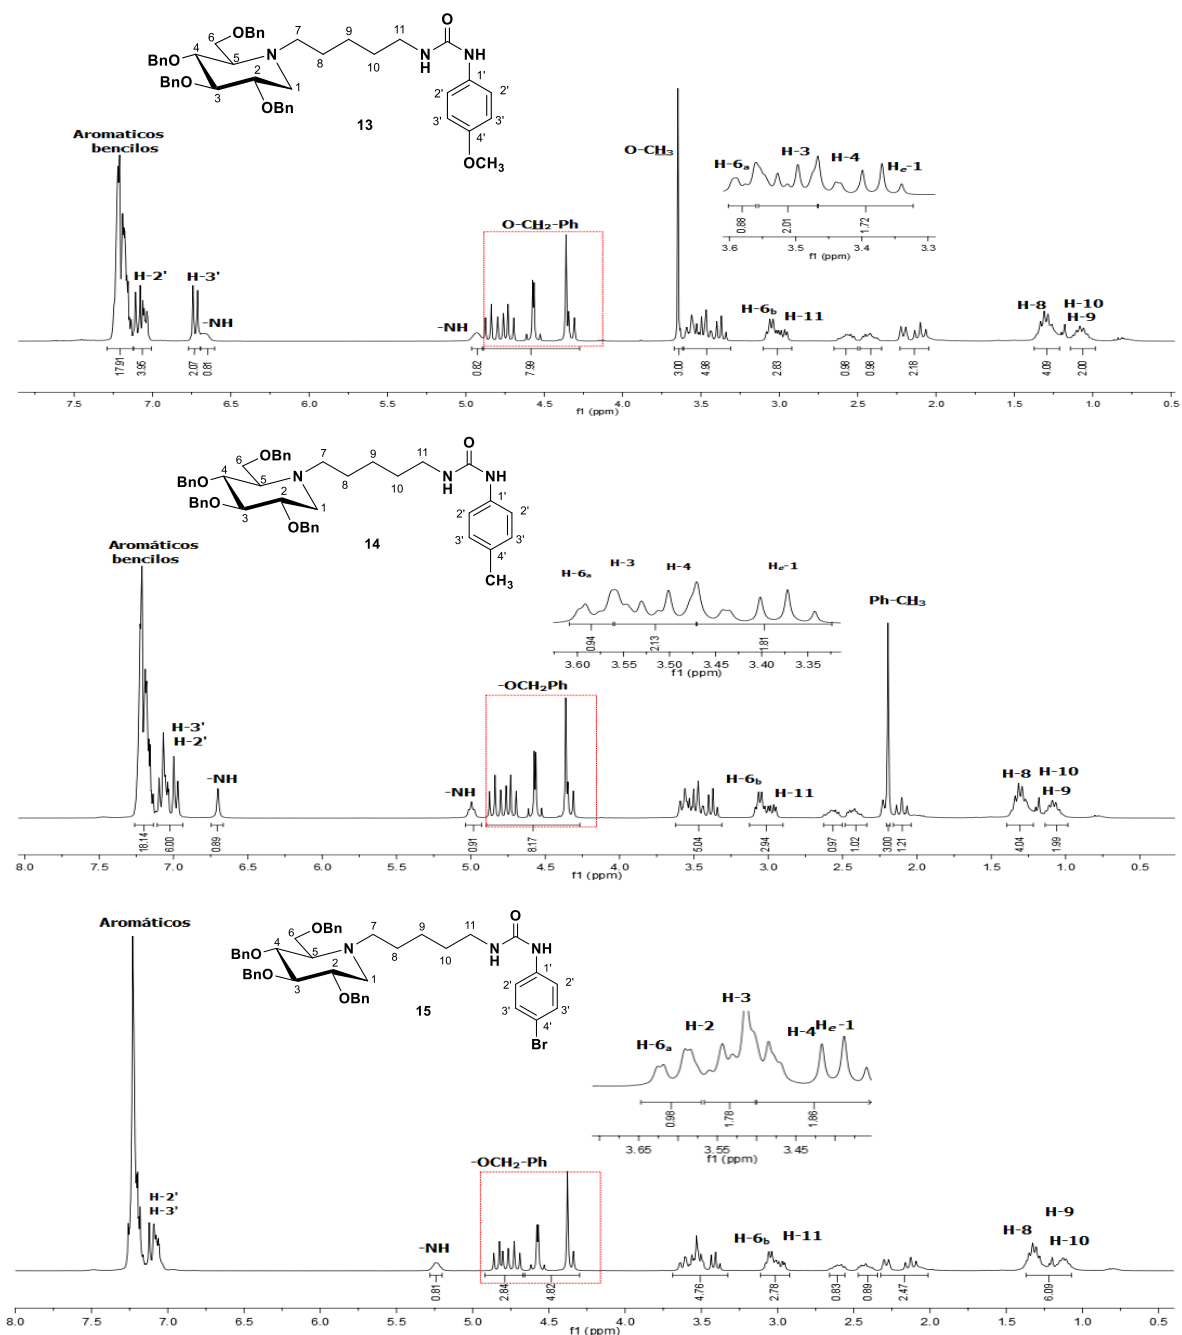 OBn
6
7
9
11
O
4
BnO
5
N
8
10
N
H
NH
BnO
2
1
1'
3
OBn
2'
2'
3'
3'
4'
OCH3
13
Aromaticos
bencilos
O-CH3
H-6a
H-3
H-4
He-1
0.88
2.01
1.72
3.6
3.5
3.4
3.3
f1 (ppm)
O-CH2-Ph
H-2'
H-3'
-NH
-NH
H-6b
H-11
H-8
H-10
H-9
17.91
3.95
2.07
0.81
0.82
7.99
3.00
4.98
2.83
0.98
0.98
2.18
4.09
2.00
7.5
7.0
6.5
6.0
5.5
5.0
4.5
4.0
3.5
3.0
2.5
2.0
1.5
1.0
0.5
f1 (ppm)
OBn
6
7
9
11
O
4
BnO
5
N
8
10
N
H
NH
BnO
2
1
1'
3
OBn
2'
2'
3'
3'
4'
CH3
14
Aromáticos
bencilos
H-6a
H-3
H-4
He-1
0.94
2.13
1.81
3.60
3.55
3.50
3.45
3.40
3.35
f1 (ppm)
Ph-CH3
-OCH2Ph
H-3'
H-2'
-NH
-NH
H-6b
H-11
H-8
H-10
H-9
18.14
6.00
0.89
0.91
8.17
5.04
2.94
0.97
1.02
3.00
1.21
4.04
1.99
8.0
7.5
7.0
6.5
6.0
5.5
5.0
4.5
4.0
3.5
3.0
2.5
2.0
1.5
1.0
0.5
f1 (ppm)
OBn
6
7
9
11
O
4
BnO
5
N
8
10
N
H
NH
BnO
2
1
1'
3
OBn
2'
2'
3'
3'
4'
Br
15
Aromáticos
H-6a
H-2
H-3
H-4
He-1
0.98
1.78
1.86
3.65
3.55
3.45
f1 (ppm)
-OCH2-Ph
H-2'
H-3'
-NH
H-6b
H-11
H-8
H-9
H-10
0.81
2.84
4.82
4.76
2.78
0.83
0.89
2.47
6.09
8.0
7.5
7.0
6.5
6.0
5.5
5.0
4.5
4.0
3.5
3.0
2.5
2.0
1.5
1.0
0.5
f1 (ppm)